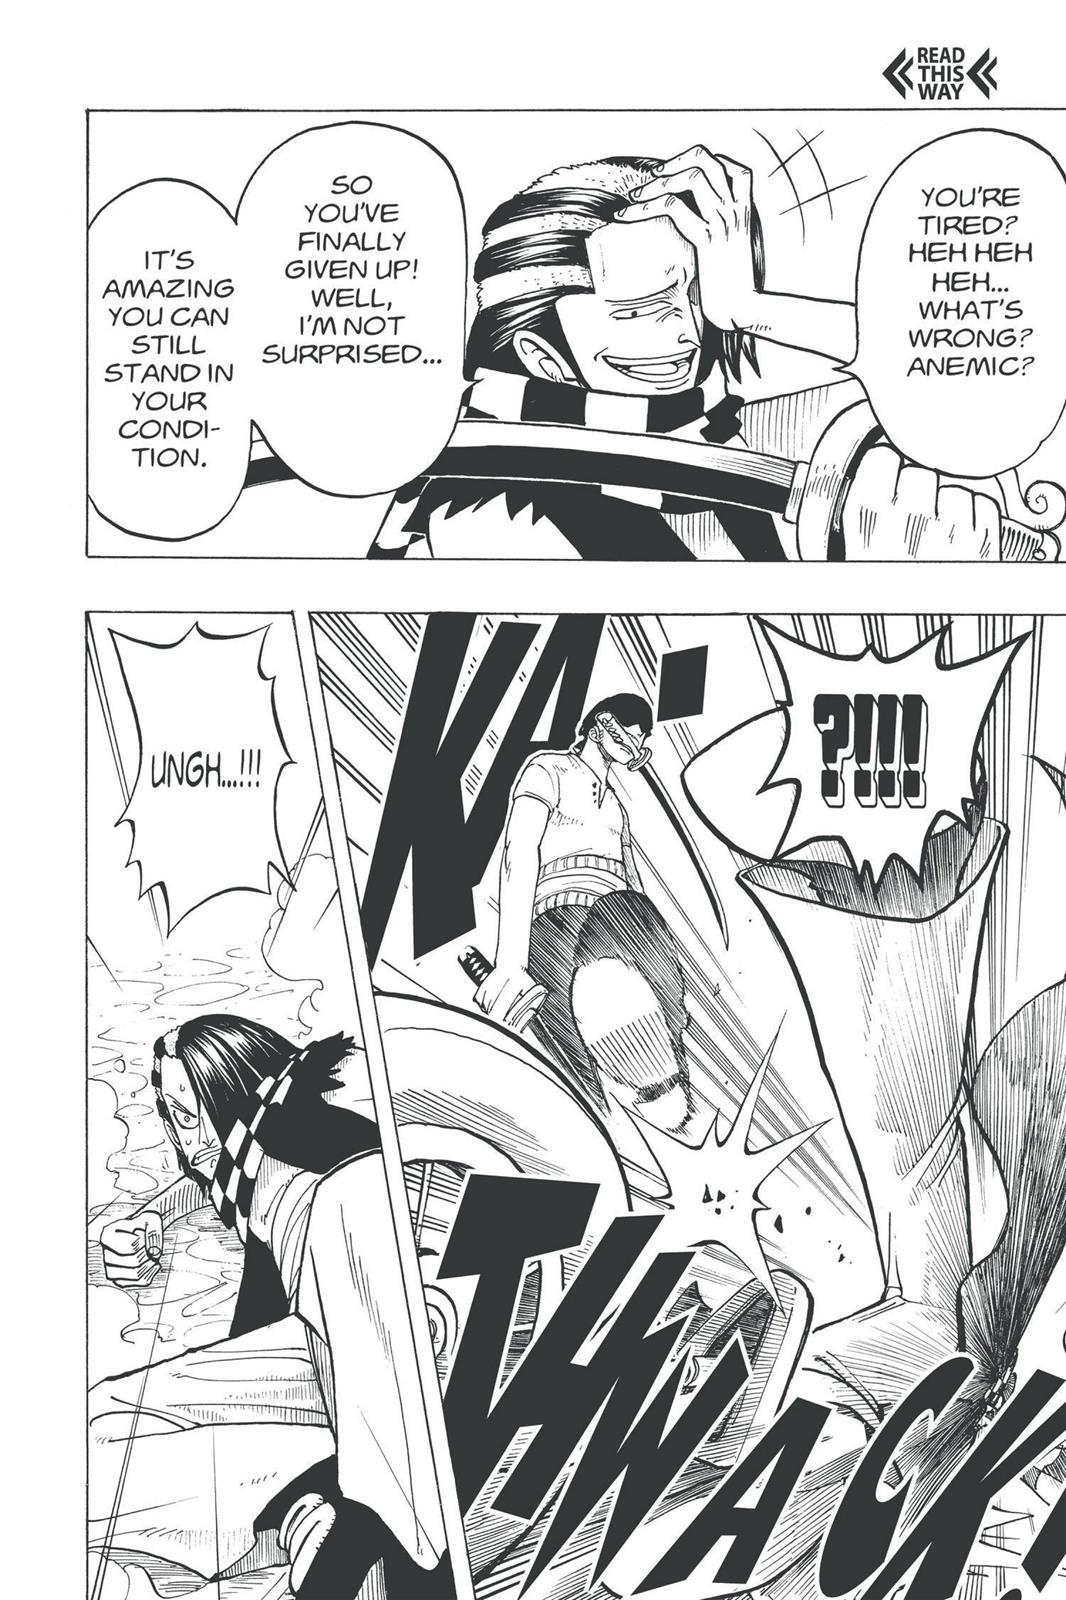 READ
THIS
WAY
YOU'RE
TIRED?
HEH HEH
HEH...
WHAT'S
WRONG?
ANEMIC?
SO
YOU'VE
FINALLY
GIVEN UP!
WELL,
I'M NOT
SURPRISED...
IT'S
AMAZING
YOU CAN
STILL
STAND IN
YOUR
CONDI-
TION.
?!!!!
KA-
THWACK!
UNGH...!!!